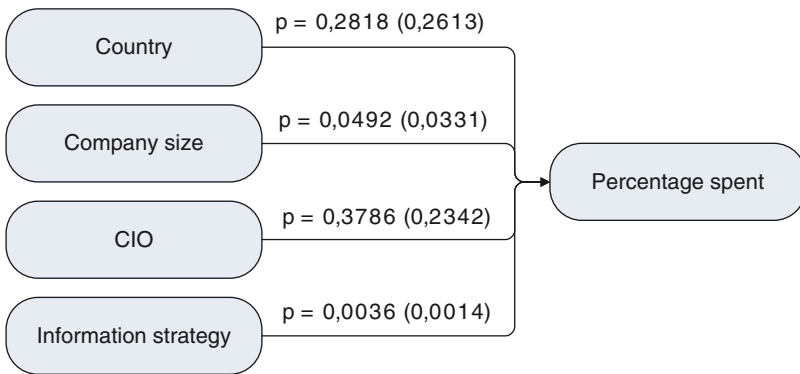 Country
p = 0,2818 (0,2613)
Company size
p = 0,0492 (0,0331)
Percentage spent
CIO
p = 0,3786 (0,2342)
Information strategy
p = 0,0036 (0,0014)